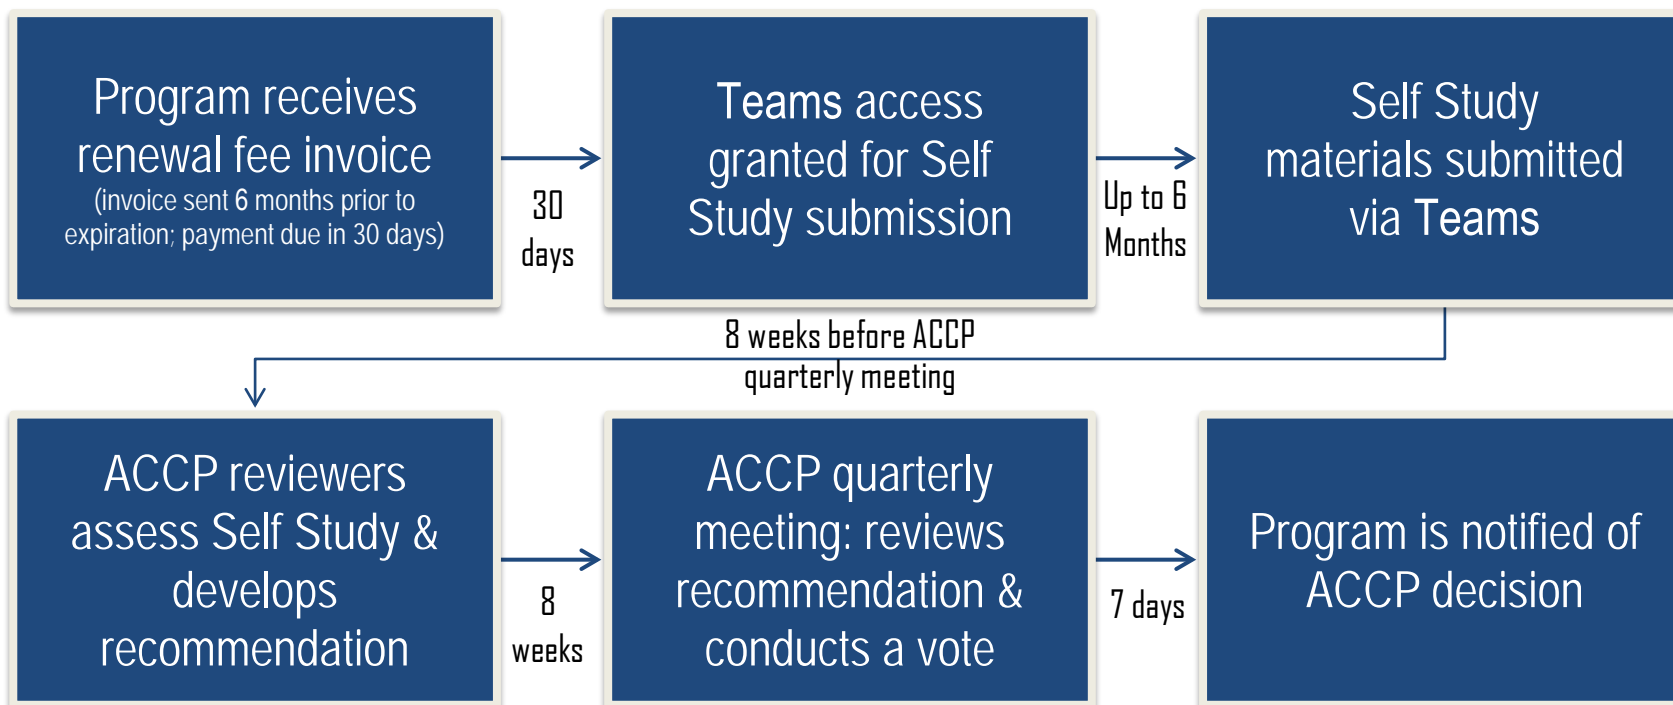 Program receives
renewal fee invoice
(invoice sent 6 months prior to
expiration; payment due in 30 days)
30
days
Teams access
granted for Self
Study submission
Up to 6
Months
Self Study
materials submitted
via Teams
8 weeks before ACCP
quarterly meeting
ACCP reviewers
assess Self Study &
develops
recommendation
8
weeks
ACCP quarterly
meeting: reviews
recommendation &
conducts a vote
7 days
Program is notified of
ACCP decision